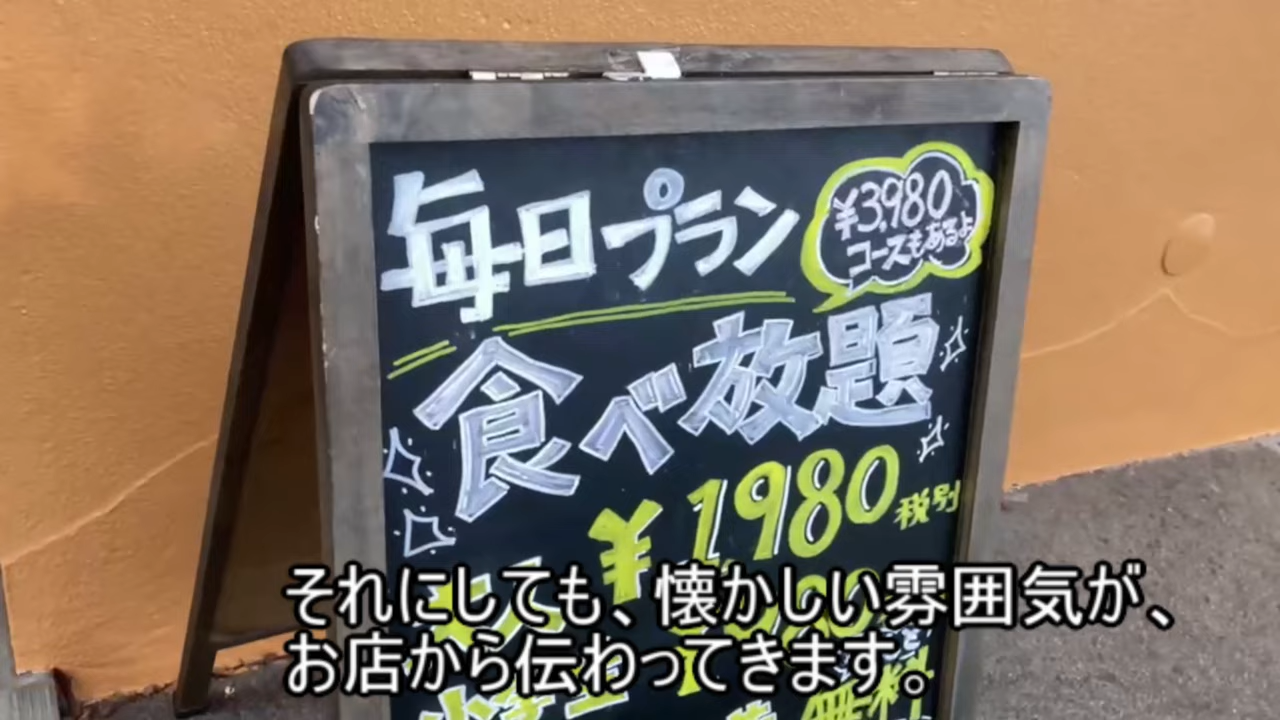 毎日プラン
¥3,980
コースもあるよ
食べ放題
¥1980 税別
それにしても、懐かしい雰囲気が、
お店から伝わってきます。
無料